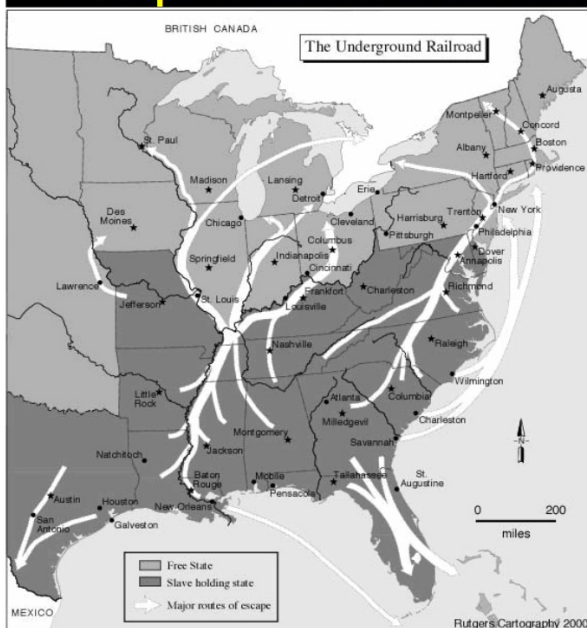 BRITISH CANADA
The Underground Railroad
Augusta
Montpelier
Concord
St. Paul
Boston
Albany
Madison
Lansing
Providence
Hartford
Detroit
Erie
New York
Des
Moines
Chicago
Cleveland
Harrisburg
Trenton
Pittsburgh
Philadelphia
Columbus
Dover
Springfield
Indianapolis
Annapolis
Cincinnati
Lawrence
Jefferson
St. Louis
Frankfort
Louisville
Charleston
Richmond
Nashville
Raleigh
Wilmington
Little
Rock
Atlanta
Columbia
Milledgevil
Charleston
Montgomery
Savannah
Natchitoch
Jackson
Baton
Rouge
Mobile
Tallahassee
St.
Augustine
Austin
Houston
New Orleans
Pensacola
San
Antonio
Galveston
N
0 200
miles
Free State
Slave holding state
Major routes of escape
MEXICO